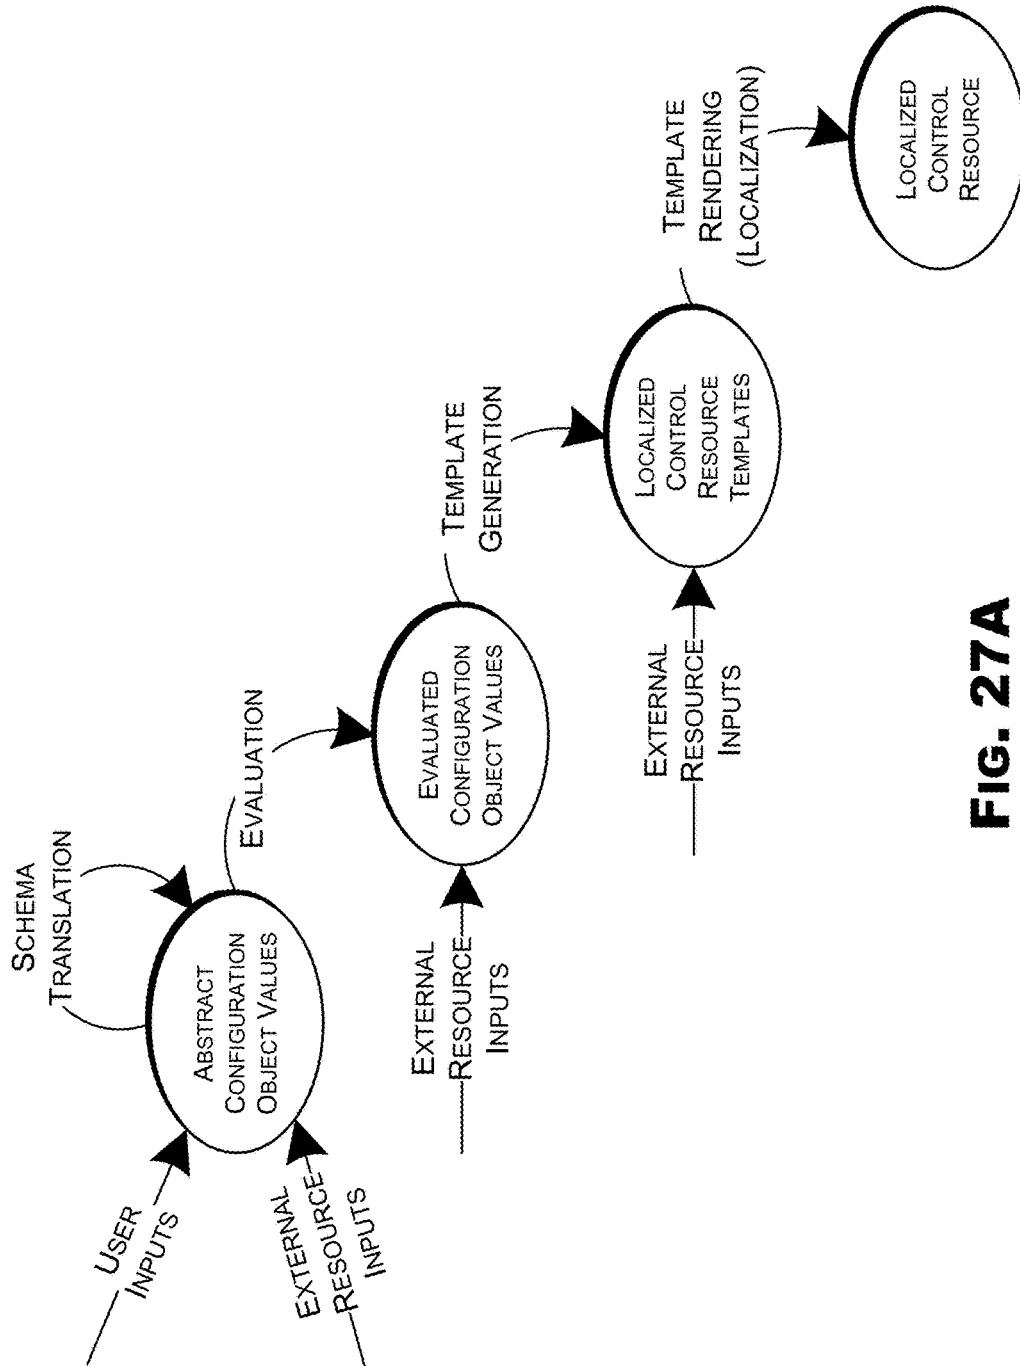 SCHEMA
TRANSLATION
USER
INPUTS
EXTERNAL
RESOURCE
INPUTS
ABSTRACT
CONFIGURATION
OBJECT VALUES
EVALUATION
EXTERNAL
RESOURCE
INPUTS
EVALUATED
CONFIGURATION
OBJECT VALUES
TEMPLATE
GENERATION
EXTERNAL
RESOURCE
INPUTS
LOCALIZED
CONTROL
RESOURCE
TEMPLATES
TEMPLATE
RENDERING
(LOCALIZATION)
LOCALIZED
CONTROL
RESOURCE
FIG. 27A